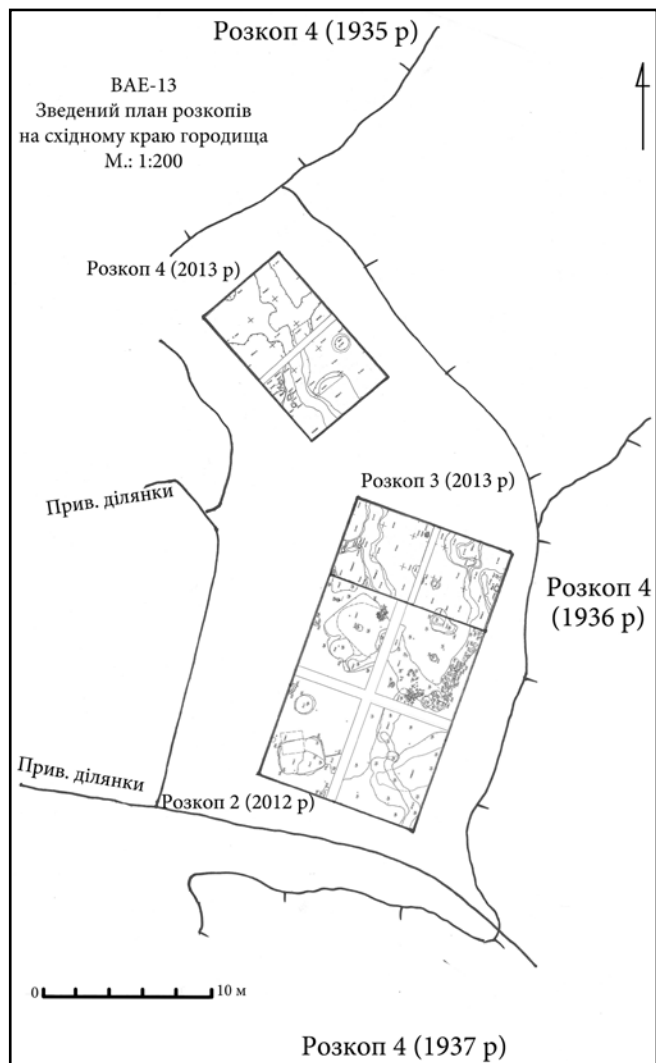 Розкоп 4 (1935 р)
ВАЕ-13
Зведений план розкопів
на східному краю городища
М.: 1:200
Розкоп 4 (2013 р)
Прив. ділянки
Розкоп 3 (2013 р)
Розкоп 4
(1936 р)
Прив. ділянки
Розкоп 2 (2012 р)
0
10 м
Розкоп 4 (1937 р)